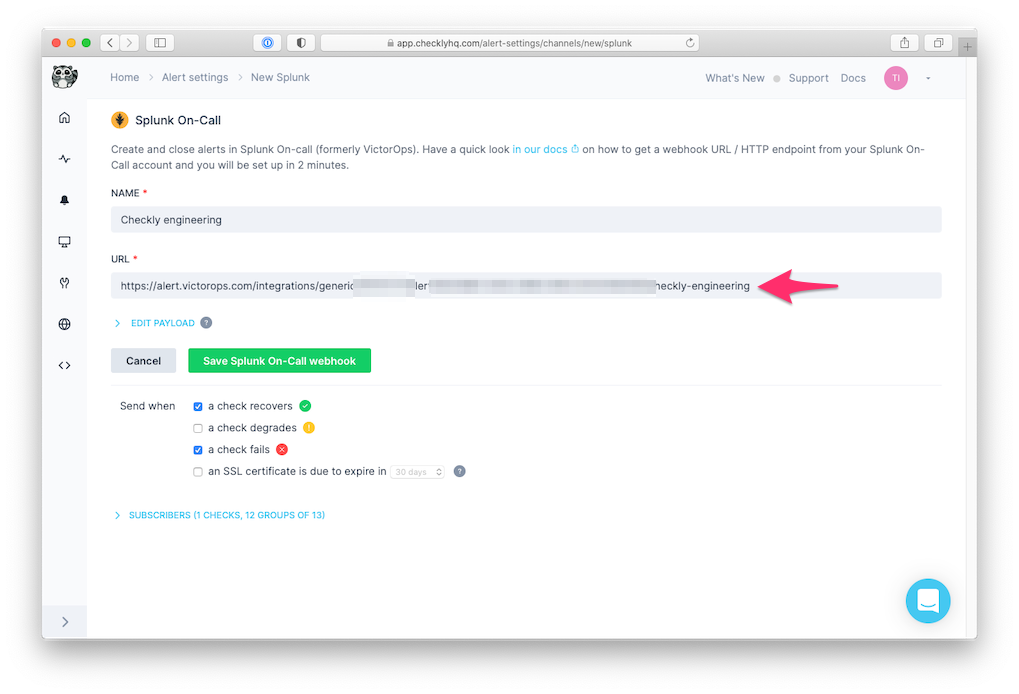 app.checklyhq.com/alert-settings/channels/new/splunk
Home > Alert settings > New Splunk
What's New Support Docs TI
Splunk On-Call
Create and close alerts in Splunk On-call (formerly VictorOps). Have a quick look in our docs on how to get a webhook URL / HTTP endpoint from your Splunk On-
Call account and you will be set up in 2 minutes.
NAME *
Checkly engineering
URL *
https://alert.victorops.com/integrations/generic ler heckly-engineering
EDIT PAYLOAD ?
Cancel Save Splunk On-Call webhook
Send when a check recovers
a check degrades !
a check fails
an SSL certificate is due to expire in 30 days ?
SUBSCRIBERS (1 CHECKS, 12 GROUPS OF 13)